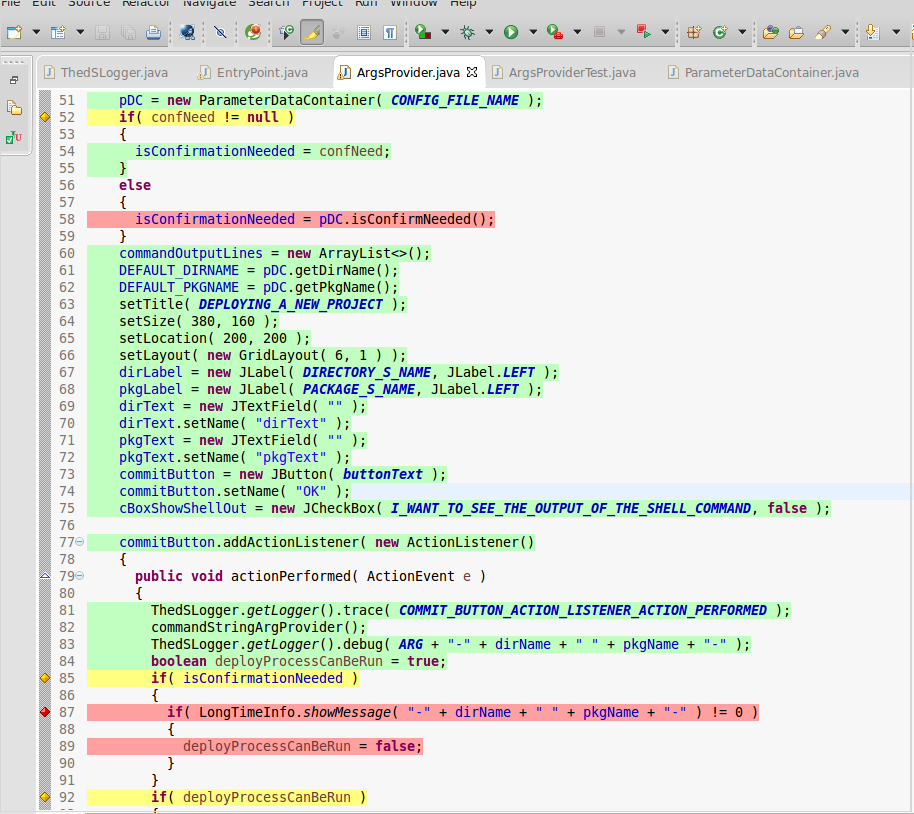 File Edit Source Refactor Navigate Search Project Run Window Help
ThedSLogger.java EntryPoint.java ArgsProvider.java ArgsProviderTest.java ParameterDataContainer.java
51 pDC = new ParameterDataContainer( CONFIG_FILE_NAME );
52 if( confNeed != null )
53 {
54 isConfirmationNeeded = confNeed;
55 }
56 else
57 {
58 isConfirmationNeeded = pDC.isConfirmNeeded();
59 }
60 commandOutputLines = new ArrayList<>();
61 DEFAULT_DIRNAME = pDC.getDirName();
62 DEFAULT_PKGNAME = pDC.getPkgName();
63 setTitle( DEPLOYING_A_NEW_PROJECT );
64 setSize( 380, 160 );
65 setLocation( 200, 200 );
66 setLayout( new GridLayout( 6, 1 ) );
67 dirLabel = new JLabel( DIRECTORY_S_NAME, JLabel.LEFT );
68 pkgLabel = new JLabel( PACKAGE_S_NAME, JLabel.LEFT );
69 dirText = new JTextField( "" );
70 dirText.setName( "dirText" );
71 pkgText = new JTextField( "" );
72 pkgText.setName( "pkgText" );
73 commitButton = new JButton( buttonText );
74 commitButton.setName( "OK" );
75 cBoxShowShellOut = new JCheckBox( I_WANT_TO_SEE_THE_OUTPUT_OF_THE_SHELL_COMMAND, false );
76
77 commitButton.addActionListener( new ActionListener()
78 {
79 public void actionPerformed( ActionEvent e )
80 {
81 ThedSLogger.getLogger().trace( COMMIT_BUTTON_ACTION_LISTENER_ACTION_PERFORMED );
82 commandStringArgProvider();
83 ThedSLogger.getLogger().debug( ARG + "-" + dirName + " " + pkgName + "-" );
84 boolean deployProcessCanBeRun = true;
85 if( isConfirmationNeeded )
86 {
87 if( LongTimeInfo.showMessage( "-" + dirName + " " + pkgName + "-" ) != 0 )
88 {
89 deployProcessCanBeRun = false;
90 }
91 }
92 if( deployProcessCanBeRun )